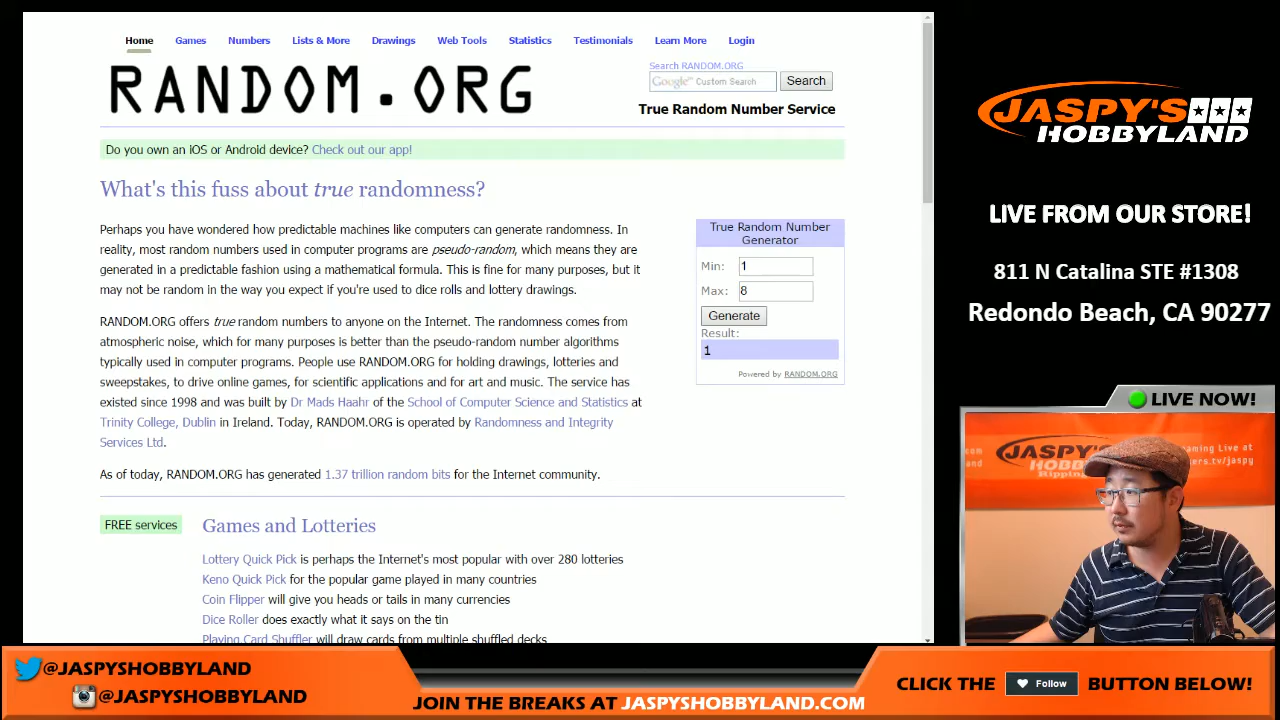 Home Games Numbers Lists & More Drawings Web Tools Statistics Testimonials Learn More Login
RANDOM.ORG
Search RANDOM.ORG
Google™ Custom Search Search
True Random Number Service
Do you own an iOS or Android device? Check out our app!
What's this fuss about true randomness?
Perhaps you have wondered how predictable machines like computers can generate randomness. In
reality, most random numbers used in computer programs are pseudo-random, which means they are
generated in a predictable fashion using a mathematical formula. This is fine for many purposes, but it
may not be random in the way you expect if you're used to dice rolls and lottery drawings.
RANDOM.ORG offers true random numbers to anyone on the Internet. The randomness comes from
atmospheric noise, which for many purposes is better than the pseudo-random number algorithms
typically used in computer programs. People use RANDOM.ORG for holding drawings, lotteries and
sweepstakes, to drive online games, for scientific applications and for art and music. The service has
existed since 1998 and was built by Dr Mads Haahr of the School of Computer Science and Statistics at
Trinity College, Dublin in Ireland. Today, RANDOM.ORG is operated by Randomness and Integrity
Services Ltd.
As of today, RANDOM.ORG has generated 1.37 trillion random bits for the Internet community.
True Random Number
Generator
Min: 1
Max: 8
Generate
Result:
1
Powered by RANDOM.ORG
FREE services
Games and Lotteries
Lottery Quick Pick is perhaps the Internet's most popular with over 280 lotteries
Keno Quick Pick for the popular game played in many countries
Coin Flipper will give you heads or tails in many currencies
Dice Roller does exactly what it says on the tin
Playing Card Shuffler will draw cards from multiple shuffled decks
JASPY'S
HOBBYLAND
LIVE FROM OUR STORE!
811 N Catalina STE #1308
Redondo Beach, CA 90277
LIVE NOW!
JASPY'S
@JASPYSHOBBYLAND
@JASPYSHOBBYLAND
JOIN THE BREAKS AT JASPYSHOBBYLAND.COM
CLICK THE Follow BUTTON BELOW!